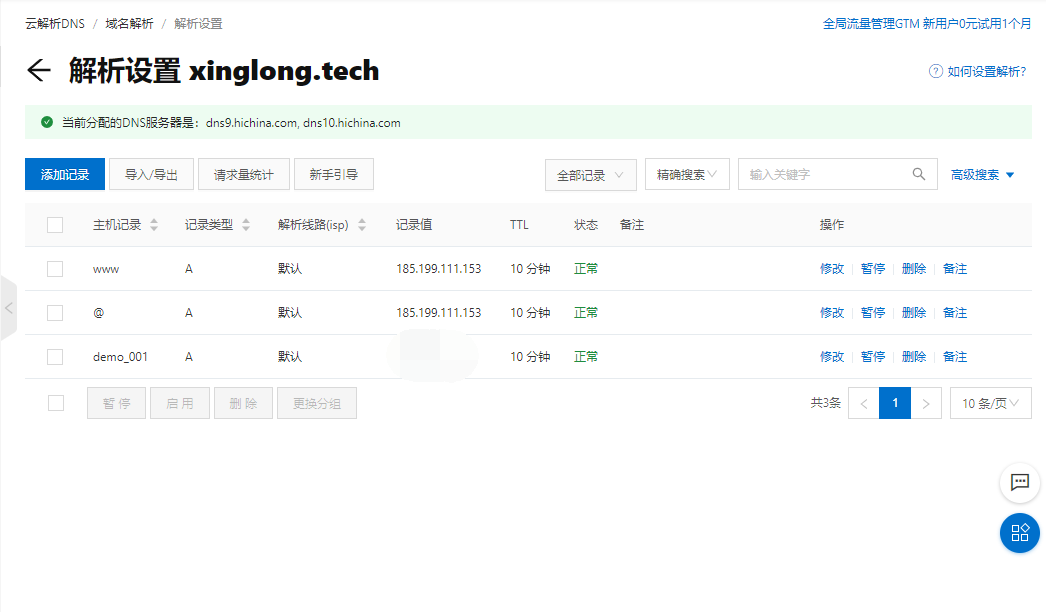 云解析DNS / 域名解析 / 解析设置 全局流量管理GTM 新用户0元试用1个月
解析设置 xinglong.tech 如何设置解析?
当前分配的DNS服务器是： dns9.hichina.com, dns10.hichina.com
添加记录 导入/导出 请求量统计 新手引导 全部记录 精确搜索 输入关键字 高级搜索
主机记录 记录类型 解析线路(isp) 记录值 TTL 状态 备注 操作
www A 默认 185.199.111.153 10 分钟 正常 修改 暂停 删除 备注
@ A 默认 185.199.111.153 10 分钟 正常 修改 暂停 删除 备注
demo_001 A 默认 10 分钟 正常 修改 暂停 删除 备注
暂停 启用 删除 更换分组 共3条 < 1 > 10 条/页